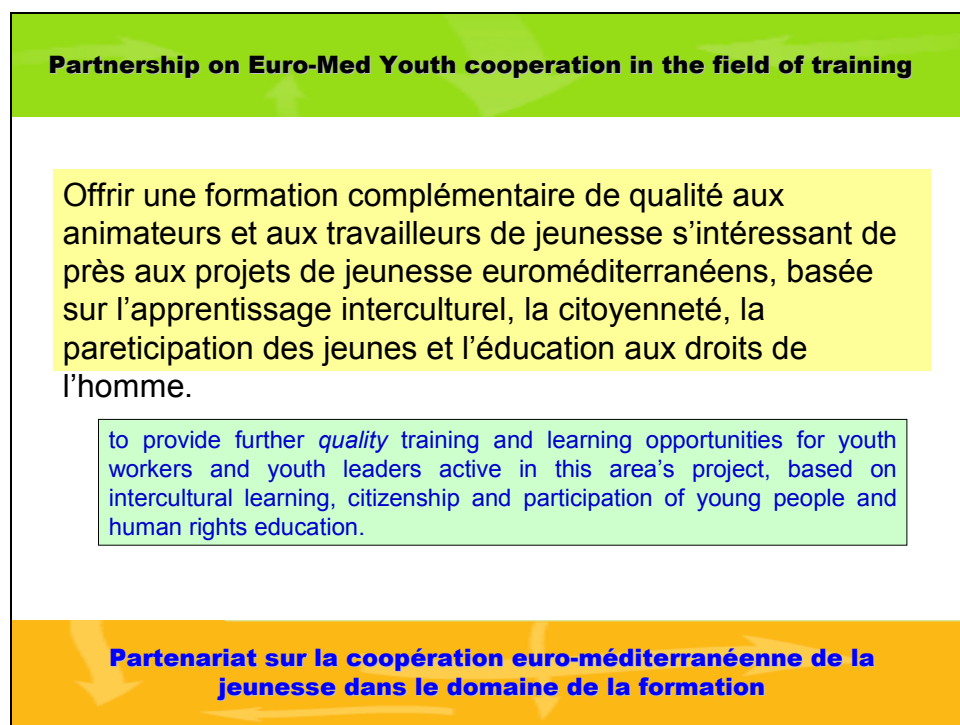 Partnership on Euro-Med Youth cooperation in the field of training
Offrir une formation complémentaire de qualité aux
animateurs et aux travailleurs de jeunesse s’intéressant de
près aux projets de jeunesse euroméditerranéens, basée
sur l’apprentissage interculturel, la citoyenneté, la
pareticipation des jeunes et l’éducation aux droits de
l’homme.
to provide further quality training and learning opportunities for youth
workers and youth leaders active in this area’s project, based on
intercultural learning, citizenship and participation of young people and
human rights education.
Partenariat sur la coopération euro-méditerranéenne de la
jeunesse dans le domaine de la formation